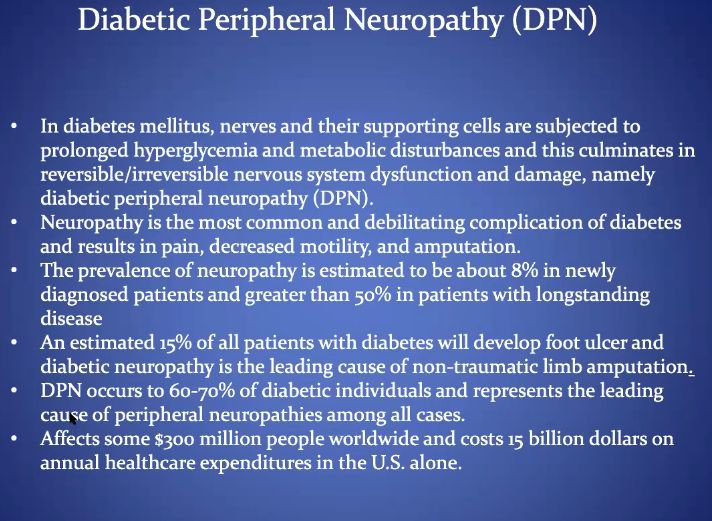 Diabetic Peripheral Neuropathy (DPN)
• In diabetes mellitus, nerves and their supporting cells are subjected to
prolonged hyperglycemia and metabolic disturbances and this culminates in
reversible/irreversible nervous system dysfunction and damage, namely
diabetic peripheral neuropathy (DPN).
• Neuropathy is the most common and debilitating complication of diabetes
and results in pain, decreased motility, and amputation.
• The prevalence of neuropathy is estimated to be about 8% in newly
diagnosed patients and greater than 50% in patients with longstanding
disease
• An estimated 15% of all patients with diabetes will develop foot ulcer and
diabetic neuropathy is the leading cause of non-traumatic limb amputation.
• DPN occurs to 60-70% of diabetic individuals and represents the leading
cause of peripheral neuropathies among all cases.
• Affects some $300 million people worldwide and costs 15 billion dollars on
annual healthcare expenditures in the U.S. alone.